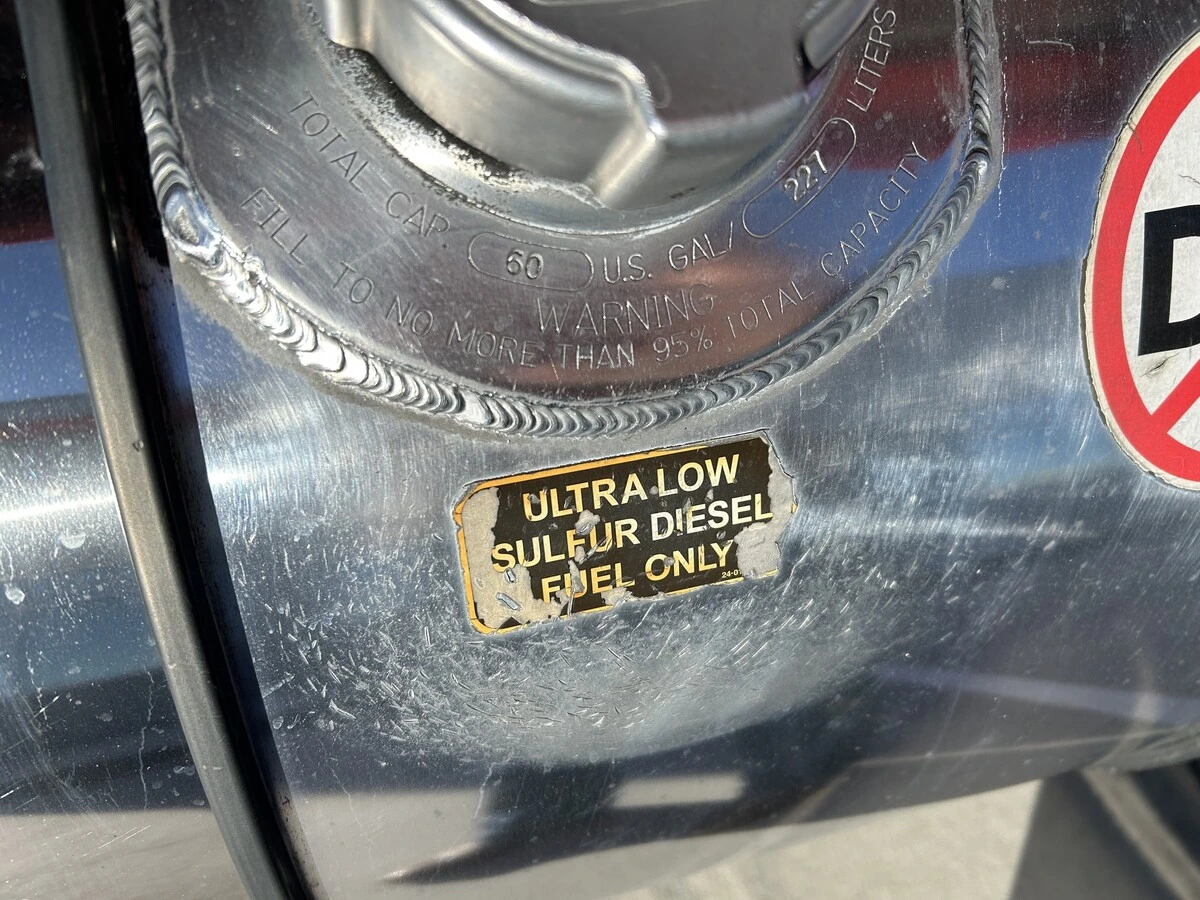 TOTAL CAP. 60 U.S. GAL/ 227 LITERS
WARNING
FILL TO NO MORE THAN 95% TOTAL CAPACITY
ULTRA LOW
SULFUR DIESEL
FUEL ONLY
D